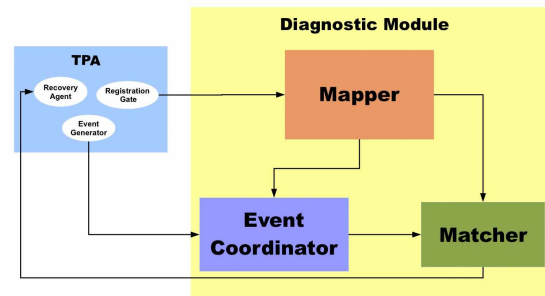 Diagnostic Module
TPA
Recovery
Agent
Registration
Gate
Event
Generator
Mapper
Event
Coordinator
Matcher